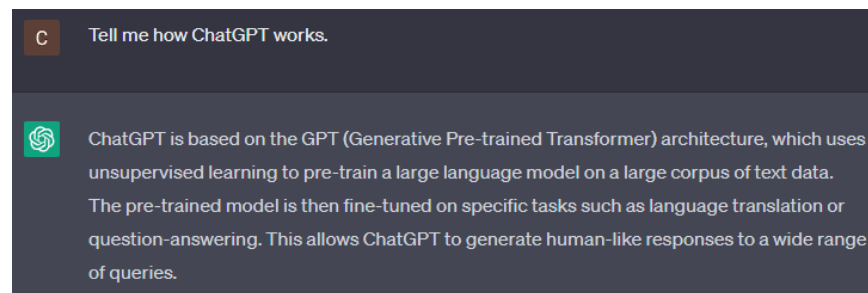 C
Tell me how ChatGPT works.
ChatGPT is based on the GPT (Generative Pre-trained Transformer) architecture, which uses
unsupervised learning to pre-train a large language model on a large corpus of text data.
The pre-trained model is then fine-tuned on specific tasks such as language translation or
question-answering. This allows ChatGPT to generate human-like responses to a wide range
of queries.